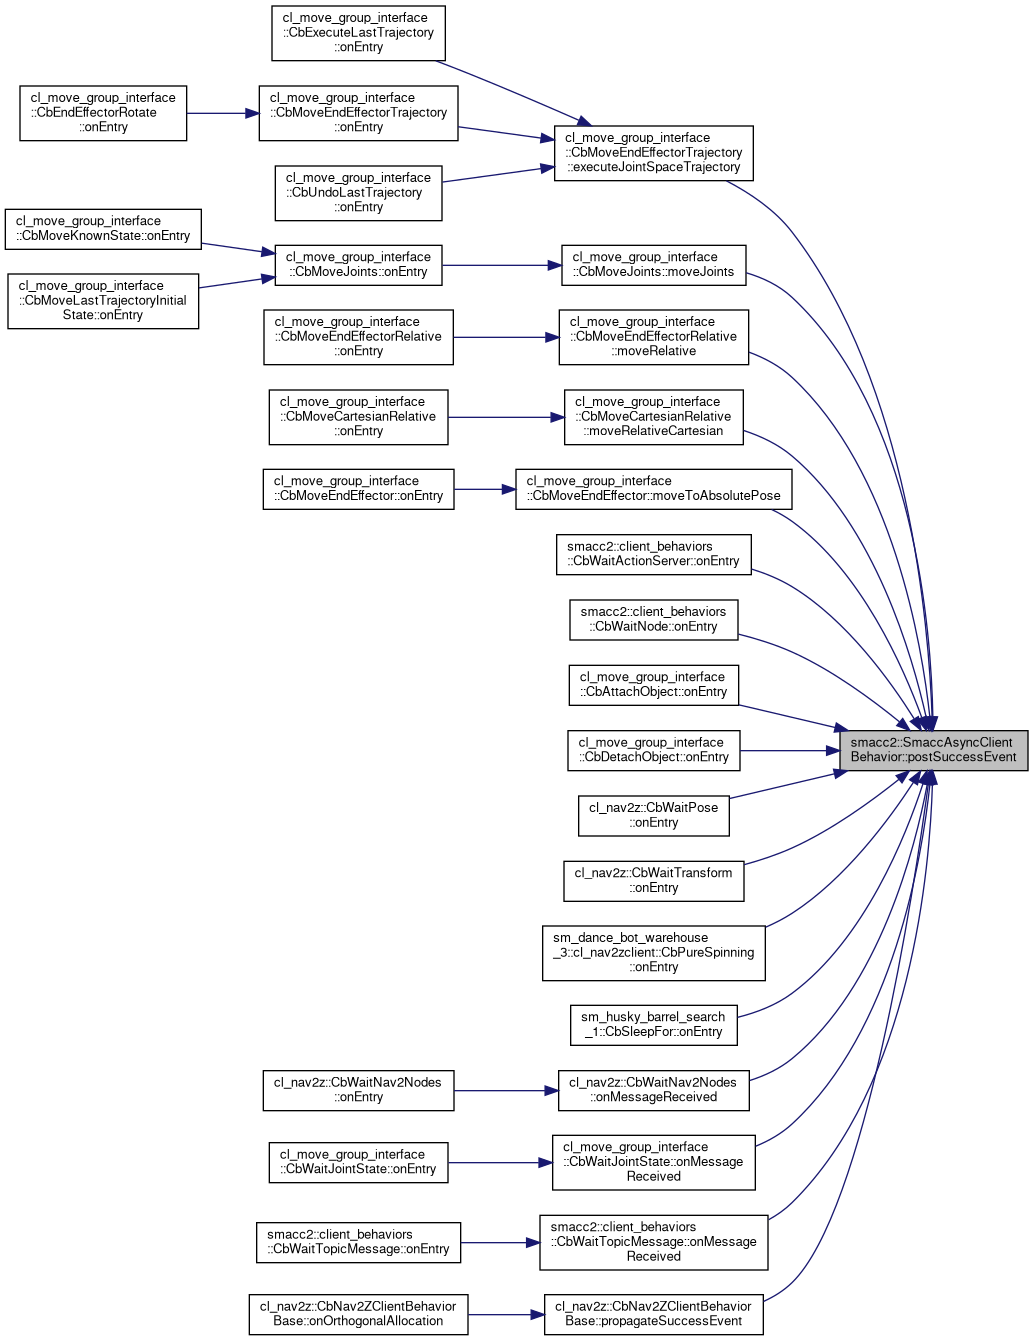 cl_move_group_interface
::CbExecuteLastTrajectory
::onEntry
cl_move_group_interface
::CbEndEffectorRotate
::onEntry
cl_move_group_interface
::CbMoveEndEffectorTrajectory
::onEntry
cl_move_group_interface
::CbMoveEndEffectorTrajectory
::executeJointSpaceTrajectory
cl_move_group_interface
::CbUndoLastTrajectory
::onEntry
cl_move_group_interface
::CbMoveKnownState::onEntry
cl_move_group_interface
::CbMoveJoints::onEntry
cl_move_group_interface
::CbMoveJoints::moveJoints
cl_move_group_interface
::CbMoveLastTrajectoryInitial
State::onEntry
cl_move_group_interface
::CbMoveEndEffectorRelative
::onEntry
cl_move_group_interface
::CbMoveEndEffectorRelative
::moveRelative
cl_move_group_interface
::CbMoveCartesianRelative
::onEntry
cl_move_group_interface
::CbMoveCartesianRelative
::moveRelativeCartesian
cl_move_group_interface
::CbMoveEndEffector::onEntry
cl_move_group_interface
::CbMoveEndEffector::moveToAbsolutePose
smacc2::client_behaviors
::CbWaitActionServer::onEntry
smacc2::client_behaviors
::CbWaitNode::onEntry
cl_move_group_interface
::CbAttachObject::onEntry
smacc2::SmaccAsyncClient
Behavior::postSuccessEvent
cl_move_group_interface
::CbDetachObject::onEntry
cl_nav2z::CbWaitPose
::onEntry
cl_nav2z::CbWaitTransform
::onEntry
sm_dance_bot_warehouse
_3::cl_nav2zclient::CbPureSpinning
::onEntry
sm_husky_barrel_search
_1::CbSleepFor::onEntry
cl_nav2z::CbWaitNav2Nodes
::onEntry
cl_nav2z::CbWaitNav2Nodes
::onMessageReceived
cl_move_group_interface
::CbWaitJointState::onEntry
cl_move_group_interface
::CbWaitJointState::onMessage
Received
smacc2::client_behaviors
::CbWaitTopicMessage::onEntry
smacc2::client_behaviors
::CbWaitTopicMessage::onMessage
Received
cl_nav2z::CbNav2ZClientBehavior
Base::onOrthogonalAllocation
cl_nav2z::CbNav2ZClientBehavior
Base::propagateSuccessEvent